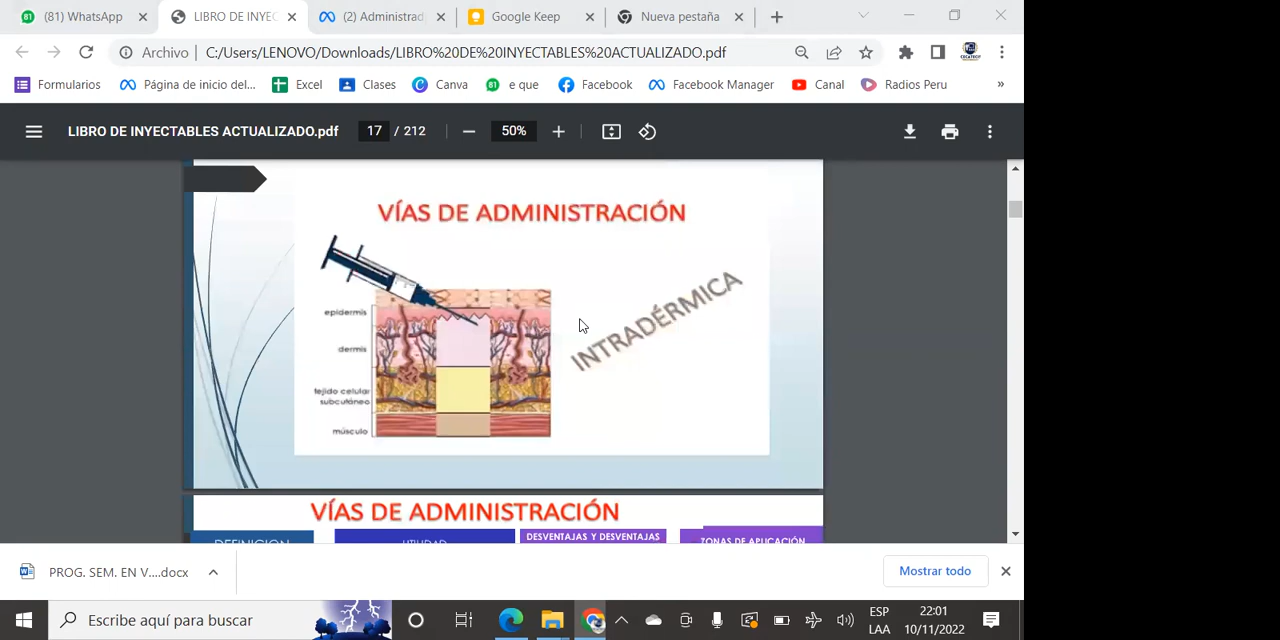 (81) WhatsApp
LIBRO DE INYEC
(2) Administrad
Google Keep
Nueva pestaña
Archivo
C:/Users/LENOVO/Downloads/LIBRO%20DE%20INYECTABLES%20ACTUALIZADO.pdf
Formularios
Página de inicio del...
Excel
Clases
Canva
e que
Facebook
Facebook Manager
Canal
Radios Peru
»
LIBRO DE INYECTABLES ACTUALIZADO.pdf
17 / 212
50%
VÍAS DE ADMINISTRACIÓN
INTRADÉRMICA
epidermis
dermis
tejido celular
subcutáneo
músculo
VÍAS DE ADMINISTRACIÓN
DEFINICION
UTILIDAD
DESVENTAJAS Y DESVENTAJAS
ZONAS DE APLICACIÓN
PROG. SEM. EN V....docx
Mostrar todo
Escribe aquí para buscar
ESP
LAA
22:01
10/11/2022